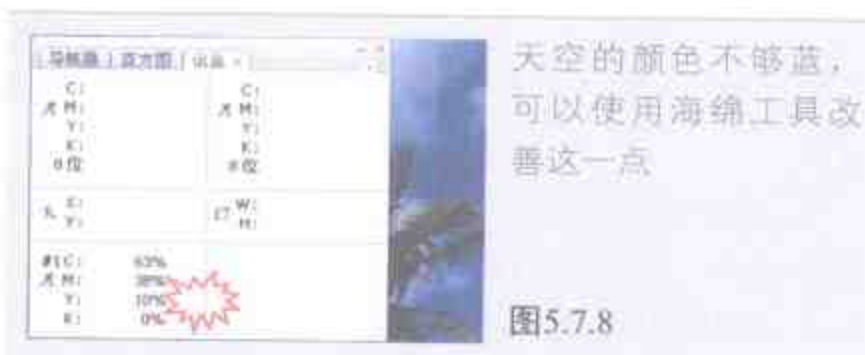 导航器 直方图 信息 ×
C: C:
M: M:
Y: Y:
K: K:
8位 8位
X: W:
Y: H:
#1 C: 63%
M: 38%
Y: 10%
K: 0%
天空的颜色不够蓝，
可以使用海绵工具改
善这一点
图5.7.8